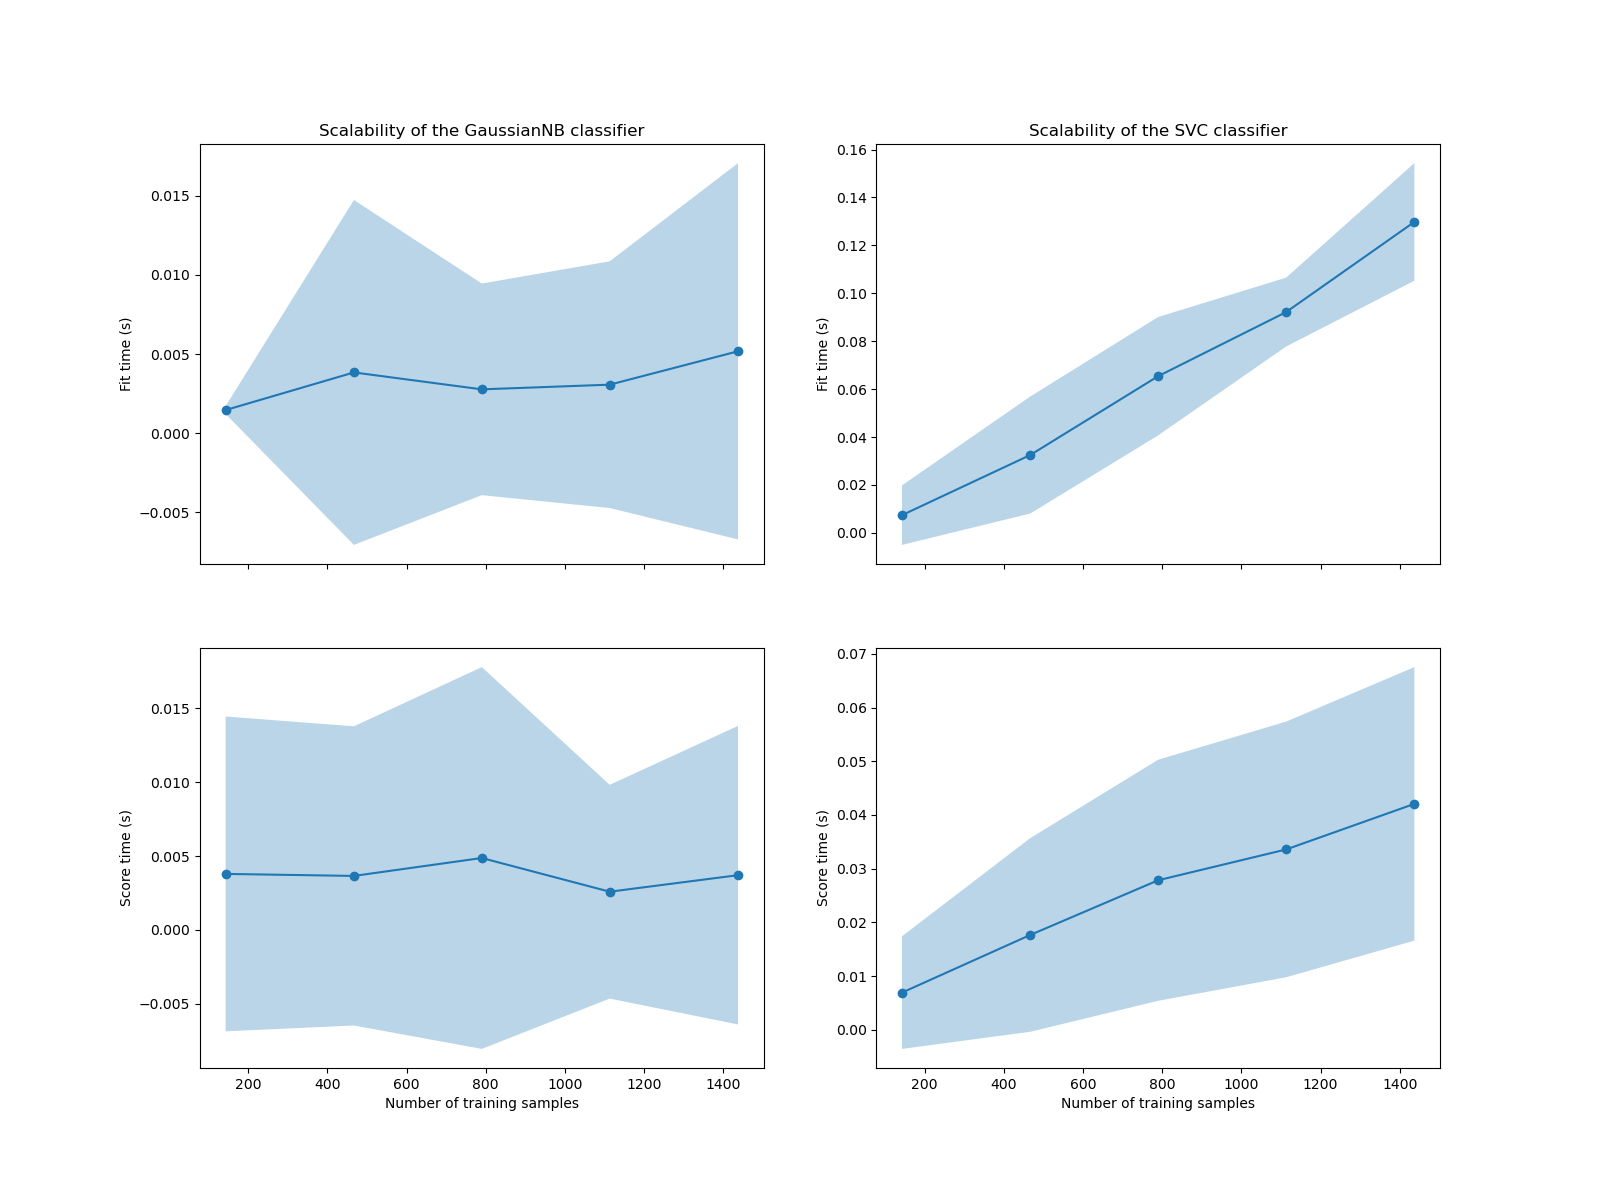 Scalability of the GaussianNB classifier
0.015
0.010
0.005
0.000
−0.005
Fit time (s)
Scalability of the SVC classifier
0.16
0.14
0.12
0.10
0.08
0.06
0.04
0.02
0.00
Fit time (s)
0.015
0.010
0.005
0.000
−0.005
Score time (s)
200 400 600 800 1000 1200 1400
Number of training samples
0.07
0.06
0.05
0.04
0.03
0.02
0.01
0.00
Score time (s)
200 400 600 800 1000 1200 1400
Number of training samples